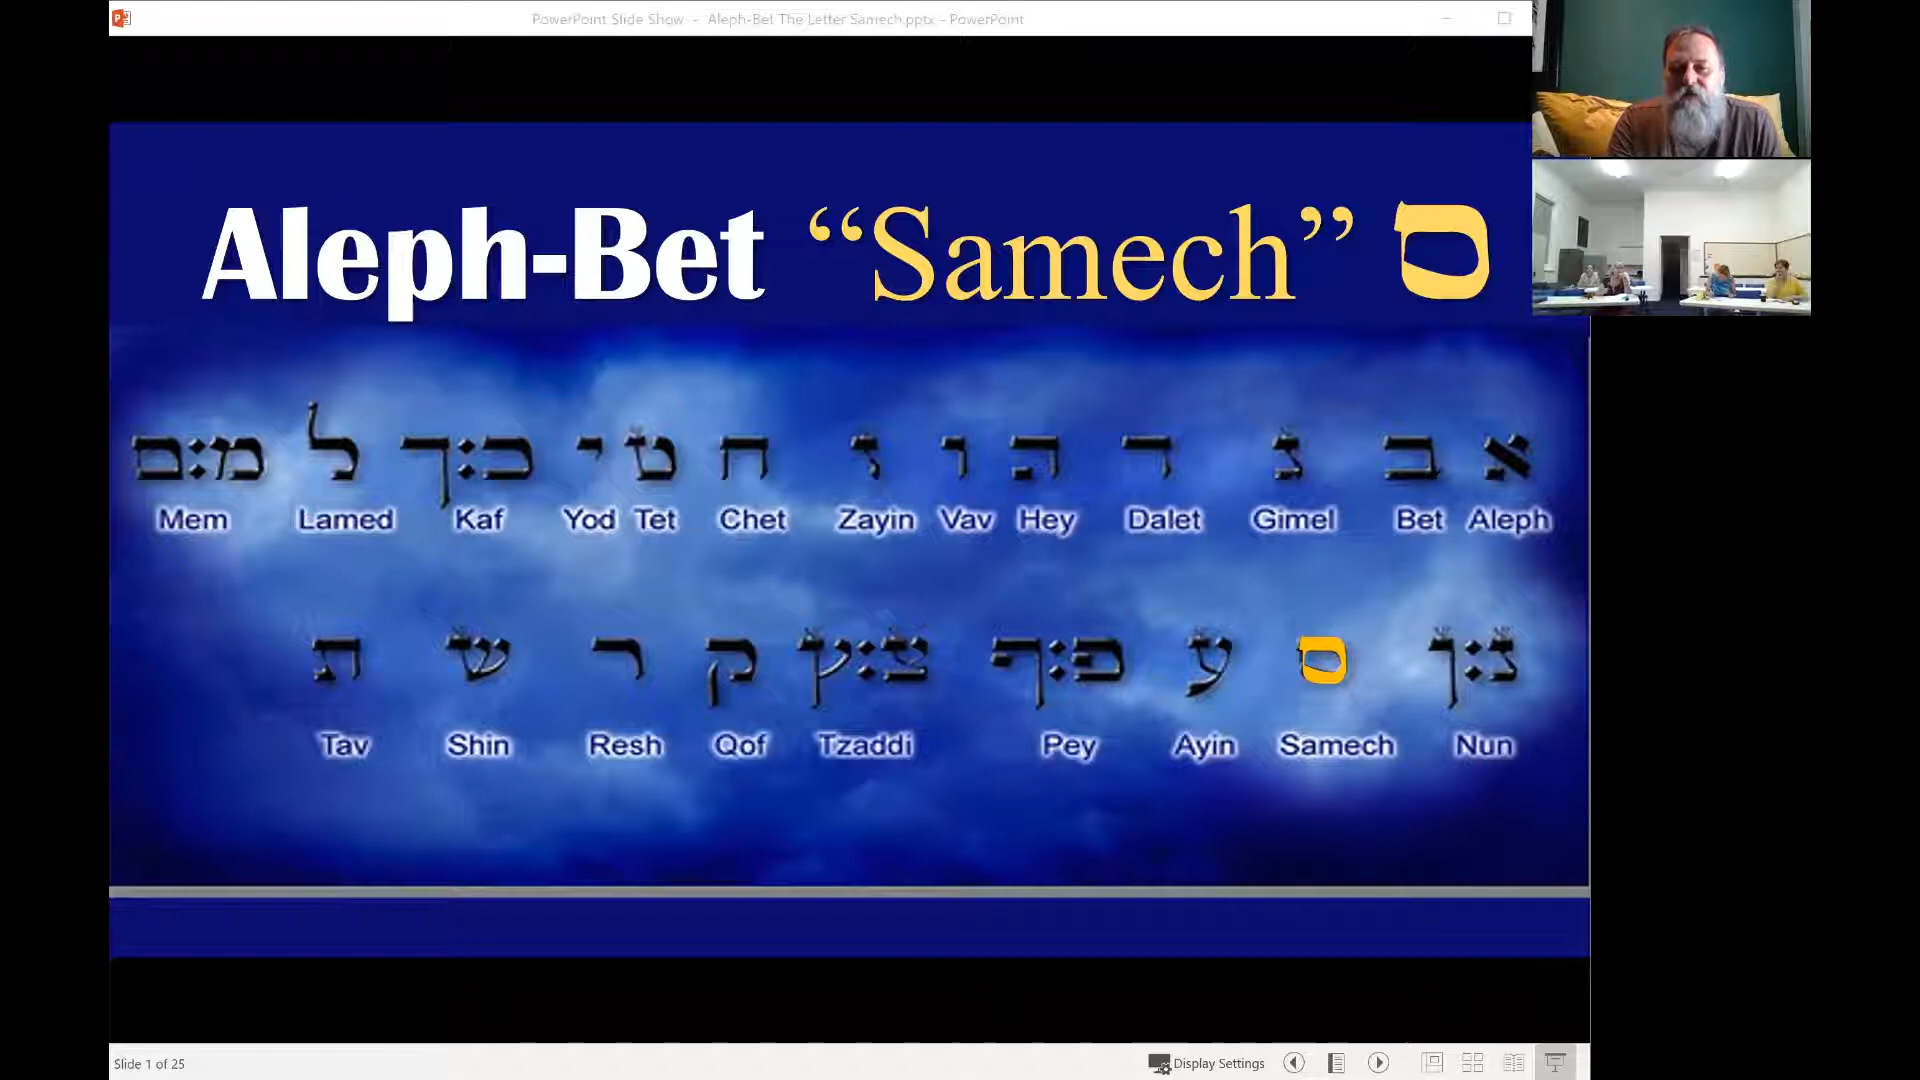 PowerPoint Slide Show - Aleph-Bet The Letter Samech.pptx - PowerPoint
Aleph-Bet “Samech” ס
א ב ג ד ה ו ז ח ט י כ:ך ל מ:ם
Mem Lamed Kaf Yod Tet Chet Zayin Vav Hey Dalet Gimel Bet Aleph
נ:ן ס ע פ:ף צ:ץ ק ר ש ת
Tav Shin Resh Qof Tzaddi Pey Ayin Samech Nun
Slide 1 of 25
Display Settings